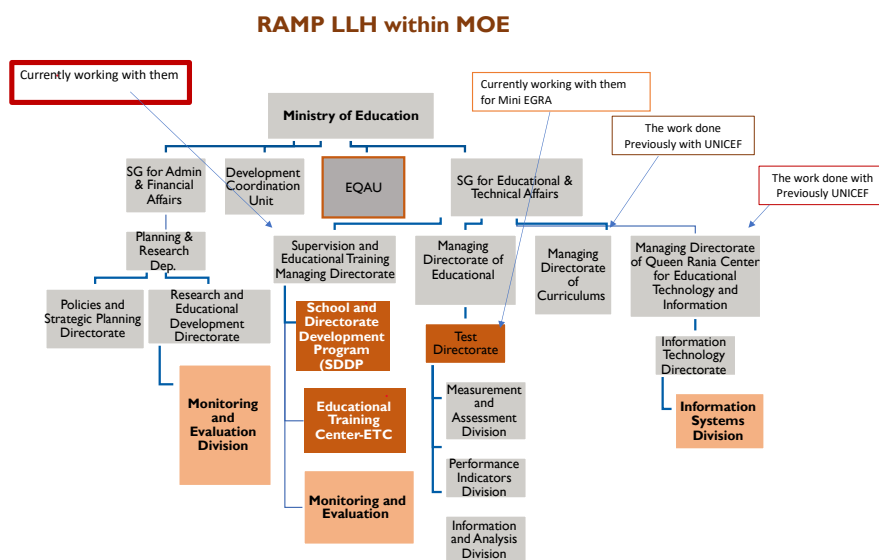 RAMP LLH within MOE
Currently working with them
Currently working with them
for Mini EGRA
The work done
Previously with UNICEF
The work done with
Previously UNICEF
Ministry of Education
SG for Admin
& Financial
Affairs
Development
Coordination
Unit
EQAU
SG for Educational &
Technical Affairs
Planning &
Research
Dep.
Supervision and
Educational Training
Managing Directorate
Managing
Directorate of
Educational
Managing
Directorate
of
Curriculums
Managing Directorate
of Queen Rania Center
for Educational
Technology and
Information
Policies and
Strategic Planning
Directorate
Research and
Educational
Development
Directorate
School and
Directorate
Development
Program
(SDDP
Test
Directorate
Information
Technology
Directorate
Monitoring
and
Evaluation
Division
Educational
Training
Center-ETC
Measurement
and
Assessment
Division
Information
Systems
Division
Monitoring and
Evaluation
Performance
Indicators
Division
Information
and Analysis
Division